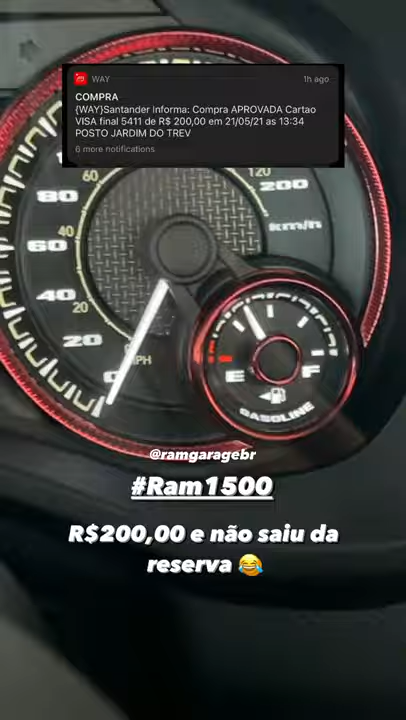 WAY
1h ago
COMPRA
{WAY}Santander Informa: Compra APROVADA Cartao
VISA final 5411 de R$ 200,00 em 21/05/21 as 13:34
POSTO JARDIM DO TREV
6 more notifications
60
120
80
200
km/h
60
40
40
20
20
MPH
0
E
F
GASOLINE
@ramgaragebr
#Ram1500
R$200,00 e não saiu da
reserva 😂